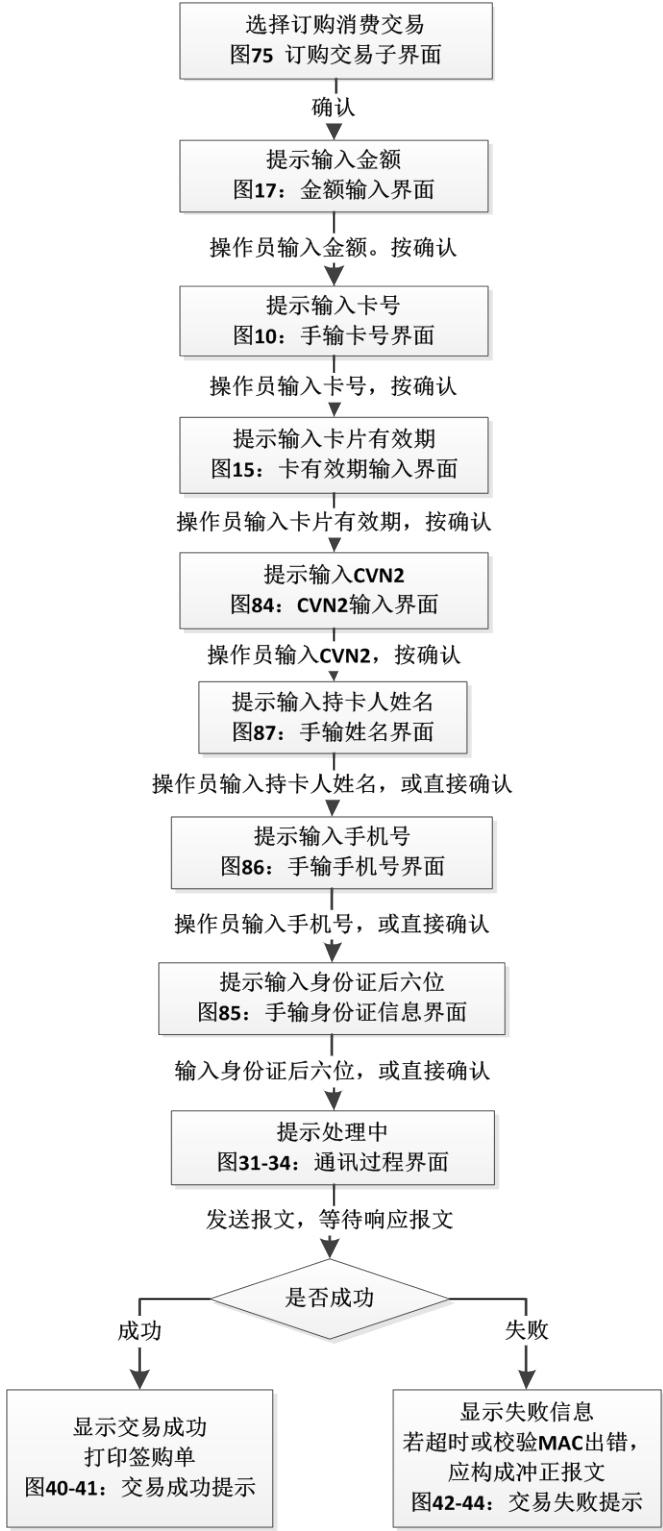 选择订购消费交易
图75 订购交易子界面
确认
提示输入金额
图17：金额输入界面
操作员输入金额。按确认
提示输入卡号
图10：手输卡号界面
操作员输入卡号，按确认
提示输入卡片有效期
图15：卡有效期输入界面
操作员输入卡片有效期，按确认
提示输入CVN2
图84：CVN2输入界面
操作员输入CVN2，按确认
提示输入持卡人姓名
图87：手输姓名界面
操作员输入持卡人姓名，或直接确认
提示输入手机号
图86：手输手机号界面
操作员输入手机号，或直接确认
提示输入身份证后六位
图85：手输身份证信息界面
输入身份证后六位，或直接确认
提示处理中
图31-34：通讯过程界面
发送报文，等待响应报文
是否成功
成功
失败
显示交易成功
打印签购单
图40-41：交易成功提示
显示失败信息
若超时或校验MAC出错，
应构成冲正报文
图42-44：交易失败提示